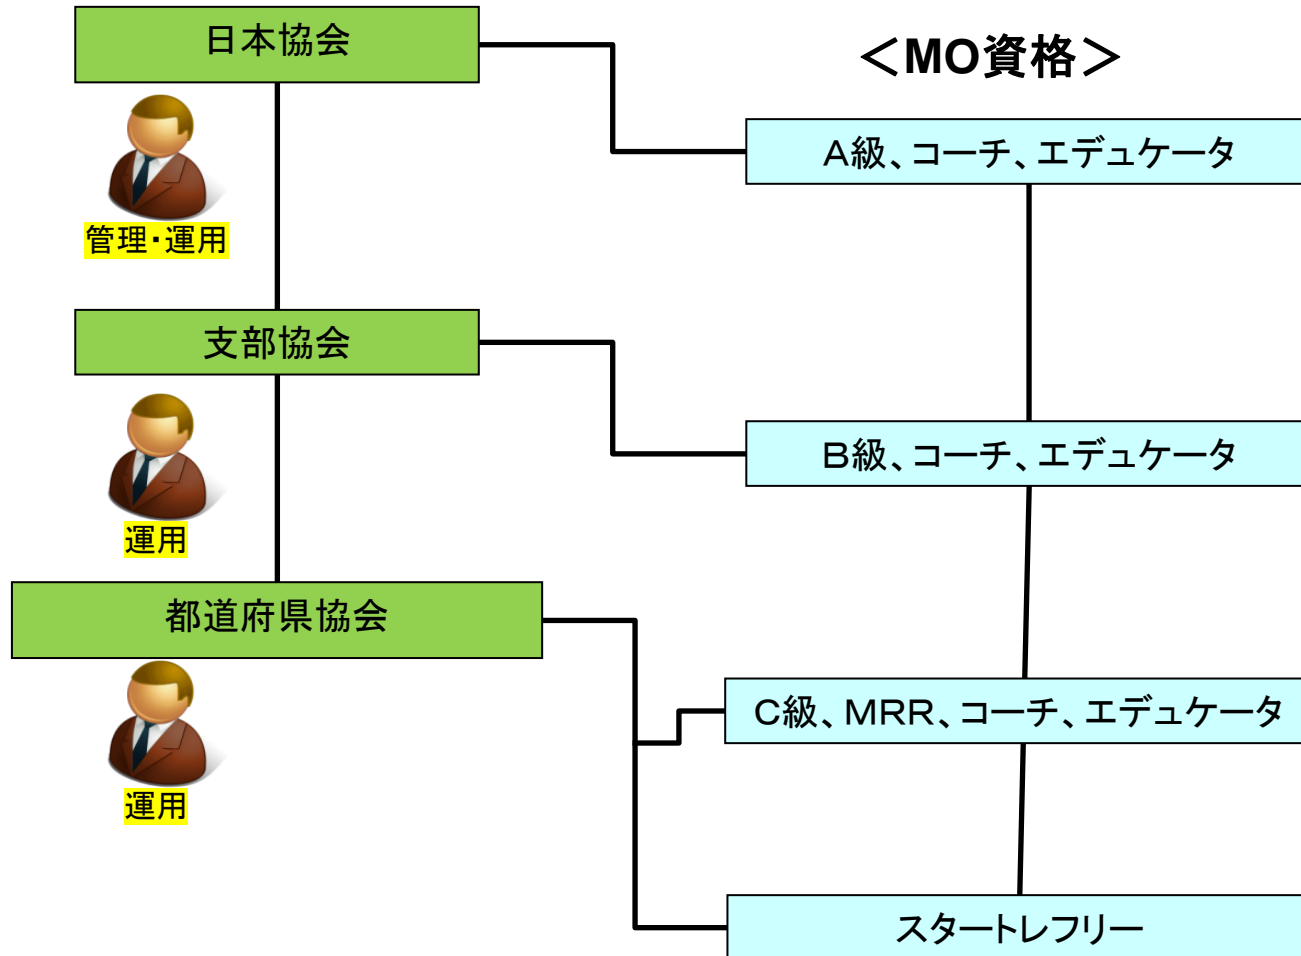 日本協会
＜MO資格＞
A級、コーチ、エデュケータ
管理・運用
支部協会
B級、コーチ、エデュケータ
運用
都道府県協会
C級、MRR、コーチ、エデュケータ
運用
スタートレフリー